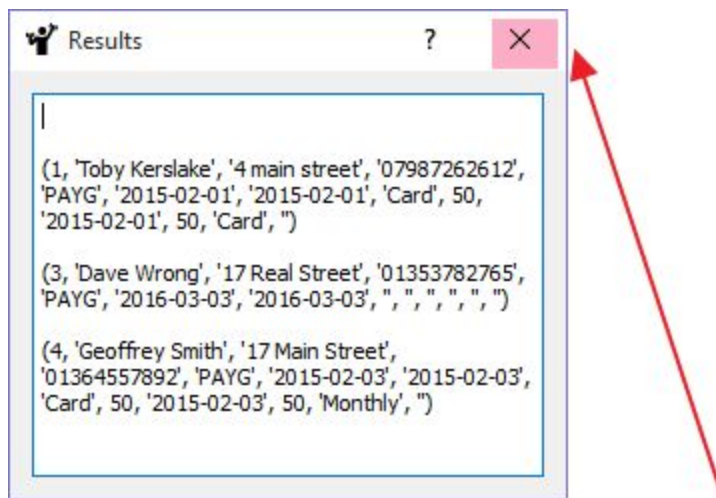 Results ?
(1, 'Toby Kerslake', '4 main street', '07987262612',
'PAYG', '2015-02-01', '2015-02-01', 'Card', 50,
'2015-02-01', 50, 'Card', '')
(3, 'Dave Wrong', '17 Real Street', '01353782765',
'PAYG', '2016-03-03', '2016-03-03', '', '', '', '', '', '')
(4, 'Geoffrey Smith', '17 Main Street',
'01364557892', 'PAYG', '2015-02-03', '2015-02-03',
'Card', 50, '2015-02-03', 50, 'Monthly', '')